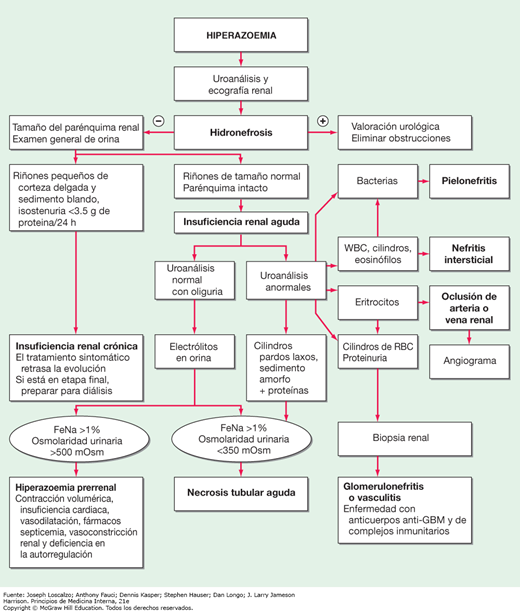 HIPERAZOEMIA
Uroanálisis y
ecografía renal
Tamaño del parénquima renal
Examen general de orina
−
Hidronefrosis
+
Valoración urológica
Eliminar obstrucciones
Riñones pequeños de
corteza delgada y
sedimento blando,
isostenuria <3.5 g de
proteina/24 h
Riñones de tamaño normal
Parénquima intacto
Bacterias
Pielonefritis
Insuficiencia renal aguda
WBC, cilindros,
eosinófilos
Nefritis
intersticial
Uroanálisis
normal
con oliguria
Uroanálisis
anormales
Eritrocitos
Oclusión de
arteria o
vena renal
Insuficiencia renal crónica
El tratamiento sintomático
retrasa la evolución
Si está en etapa final,
preparar para diálisis
Electrólitos
en orina
Cilindros
pardos laxos,
sedimento
amorfo
+ proteínas
Cilindros de RBC
Proteinuria
Angiograma
FeNa >1%
Osmolaridad urinaria
>500 mOsm
FeNa >1%
Osmolaridad urinaria
<350 mOsm
Biopsia renal
Hiperazoemia prerrenal
Contracción volumérica,
insuficiencia cardiaca,
vasodilatación, fármacos
septicemia, vasoconstricción
renal y deficiencia en
la autorregulación
Necrosis tubular aguda
Glomerulonefritis
o vasculitis
Enfermedad con
anticuerpos anti-GBM y de
complejos inmunitarios
Fuente: Joseph Loscalzo; Anthony Fauci; Dennis Kasper; Stephen Hauser; Dan Longo; J. Larry Jameson
Harrison. Principios de Medicina Interna, 21e
Copyright © McGraw Hill Education. Todos los derechos reservados.